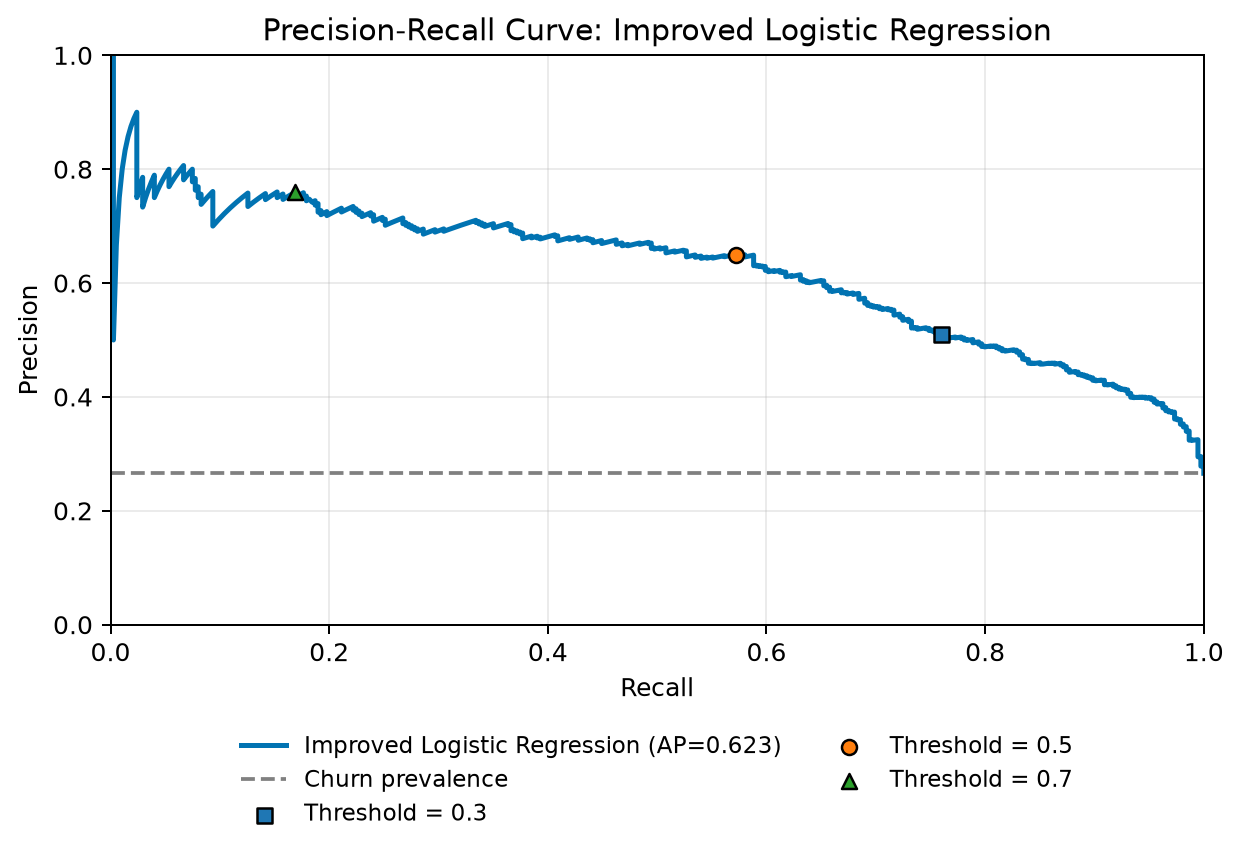 Precision-Recall Curve: Improved Logistic Regression
1.0
0.8
0.6
0.4
0.2
0.0
Precision
0.0 0.2 0.4 0.6 0.8 1.0
Recall
Improved Logistic Regression (AP=0.623)
Churn prevalence
Threshold = 0.3
Threshold = 0.5
Threshold = 0.7